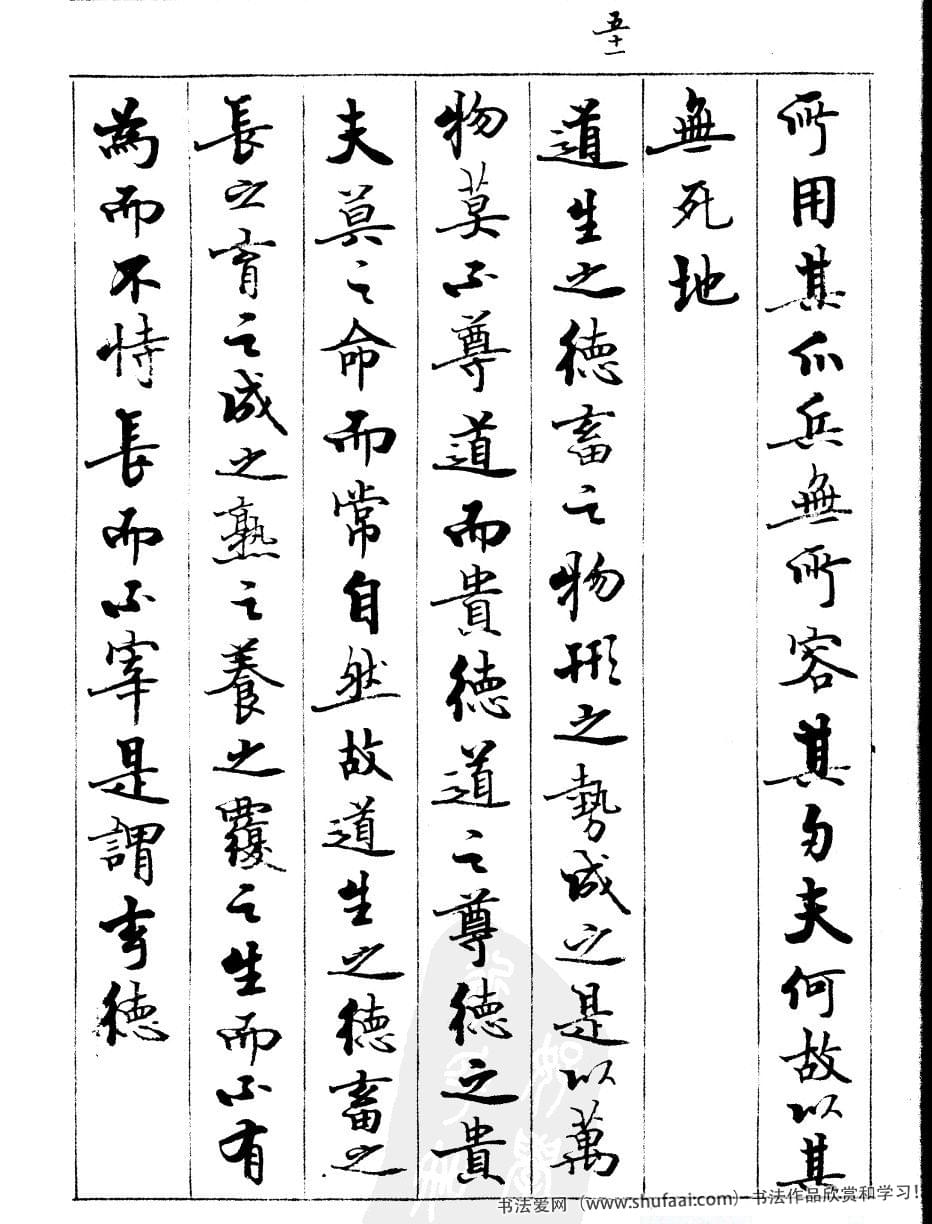 五十一
所用其爪兵無所容其刃夫何故以其
無死地
道生之德畜之物形之勢成之是以萬
物莫不尊道而貴德道之尊德之貴
夫莫之命而常自然故道生之德畜之
長之育之成之熟之養之覆之生而不有
為而不恃長而不宰是謂玄德
书法爱网（www.shufaai.com）-书法作品欣赏和学习！